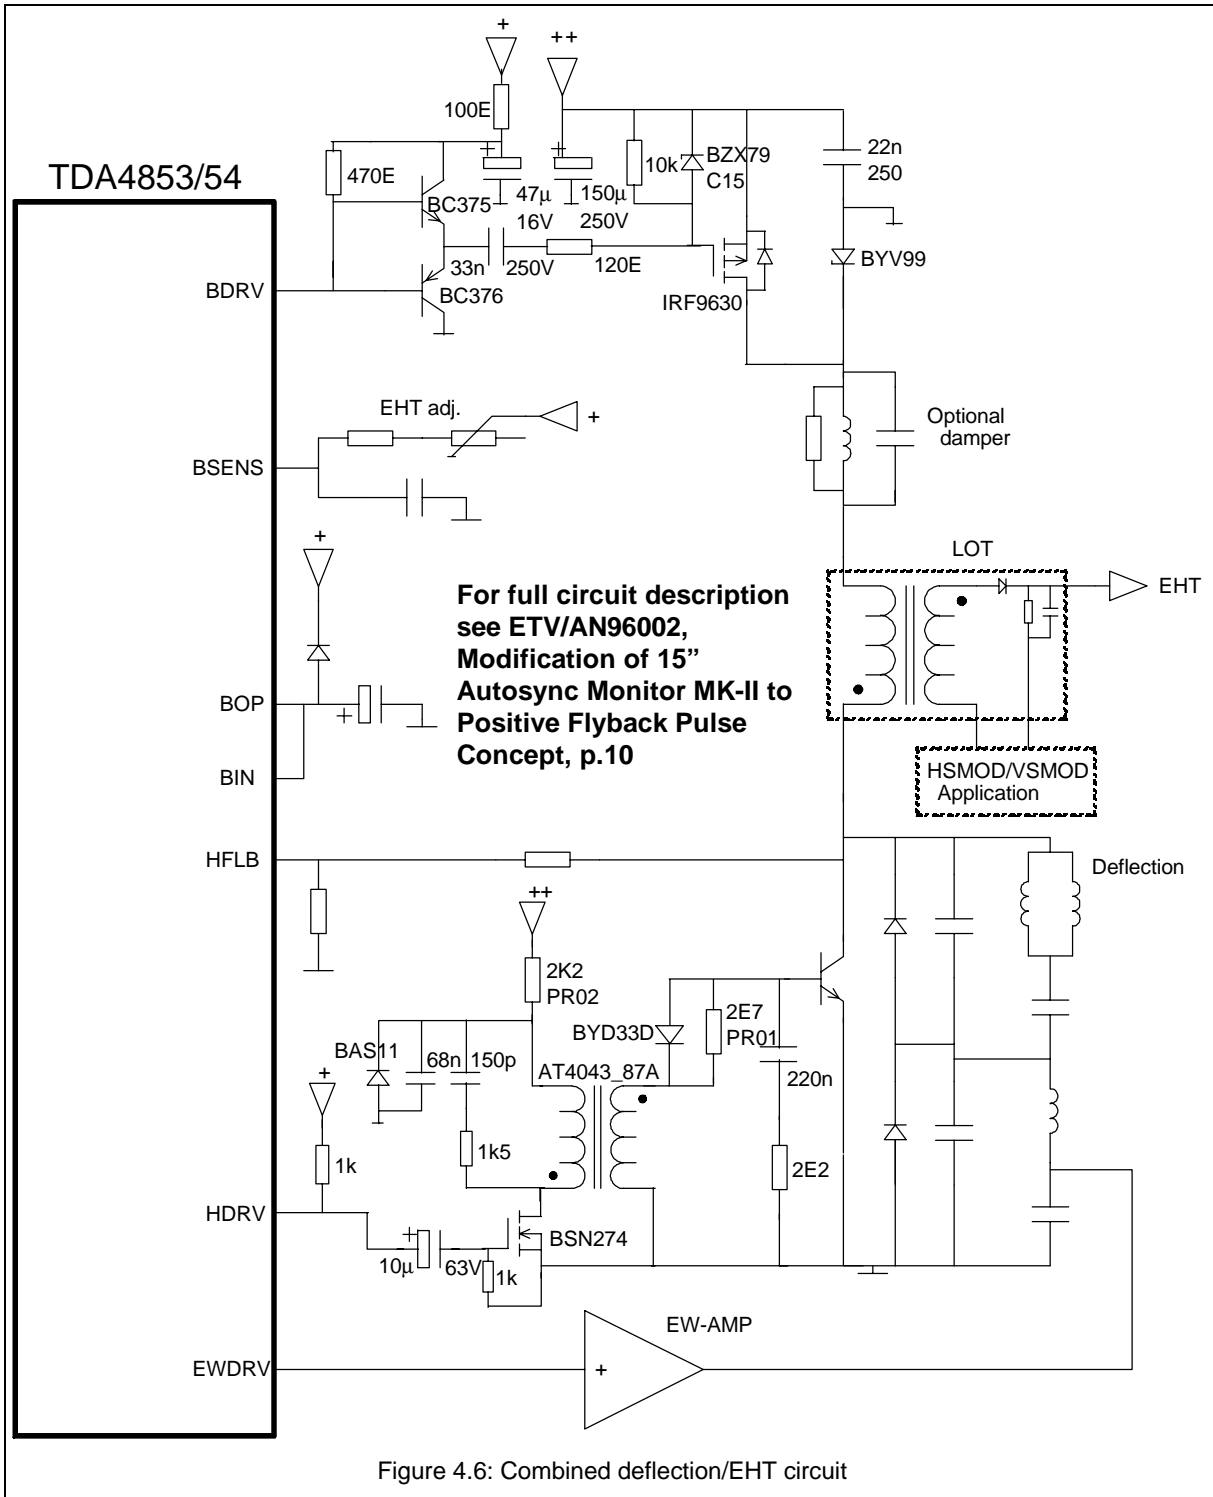 +
++
100E
TDA4853/54
470E
10k
BZX79
C15
22n
250
BC375
47μ
16V
150μ
250V
33n
250V
120E
BYV99
BDRV
BC376
IRF9630
EHT adj.
+
Optional
damper
BSENS
+
LOT
EHT
For full circuit description
see ETV/AN96002,
Modification of 15”
Autosync Monitor MK-II to
Positive Flyback Pulse
Concept, p.10
BOP
+
BIN
HSMOD/VSMOD
Application
HFLB
++
Deflection
2K2
PR02
2E7
PR01
BYD33D
BAS11
68n
150p
AT4043_87A
220n
+
1k
1k5
2E2
HDRV
+
10μ
63V
1k
BSN274
EW-AMP
EWDRV
+
Figure 4.6: Combined deflection/EHT circuit